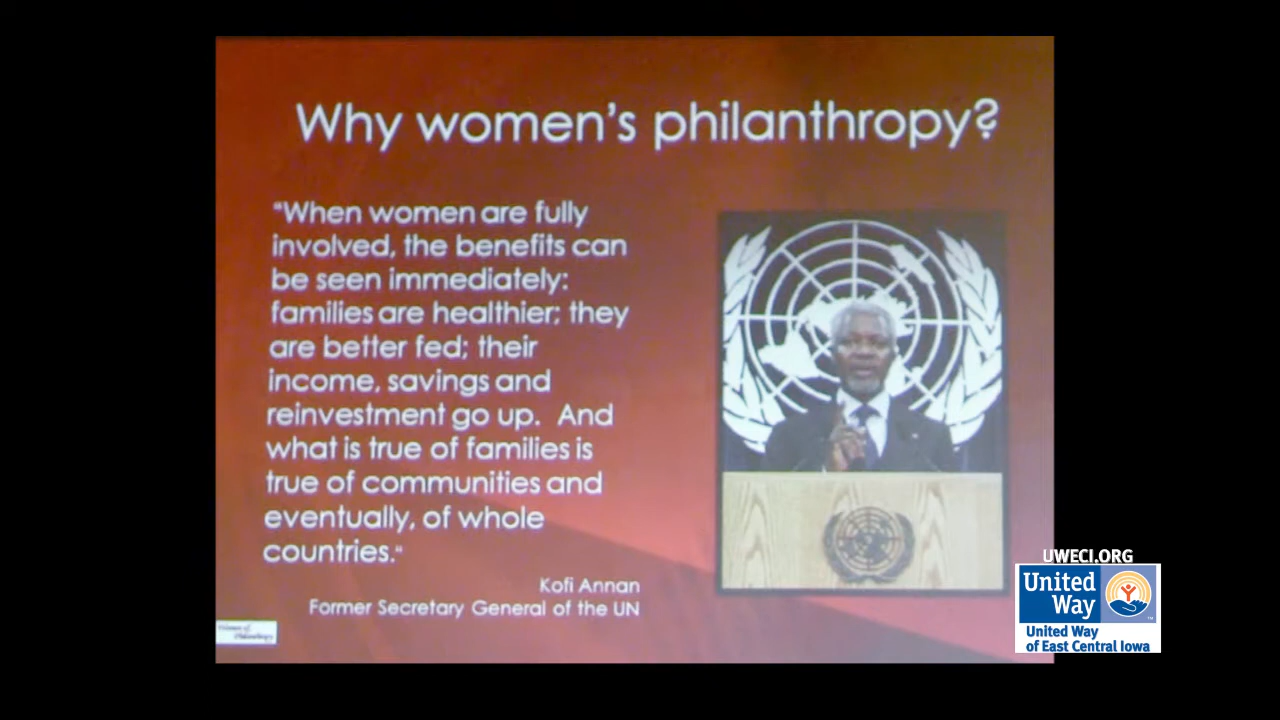 Why women's philanthropy?
"When women are fully
involved, the benefits can
be seen immediately:
families are healthier; they
are better fed; their
income, savings and
reinvestment go up.  And
what is true of families is
true of communities and
eventually, of whole
countries."
Kofi Annan
Former Secretary General of the UN
Women of
Philanthropy
UWECI.ORG
United
Way
United Way
of East Central Iowa